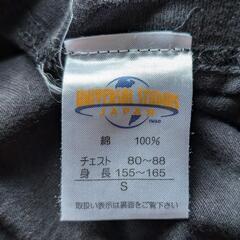 UNIVERSAL STUDIOS
JAPAN
綿 100%
チェスト 80～88
身長 155～165
S
取扱い表示は裏面をご覧下さい